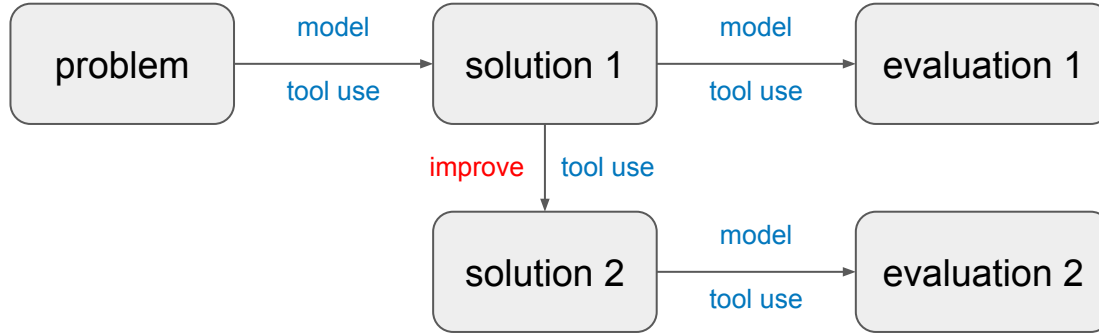 model
model
problem
solution 1
evaluation 1
tool use
tool use
improve
tool use
model
solution 2
evaluation 2
tool use